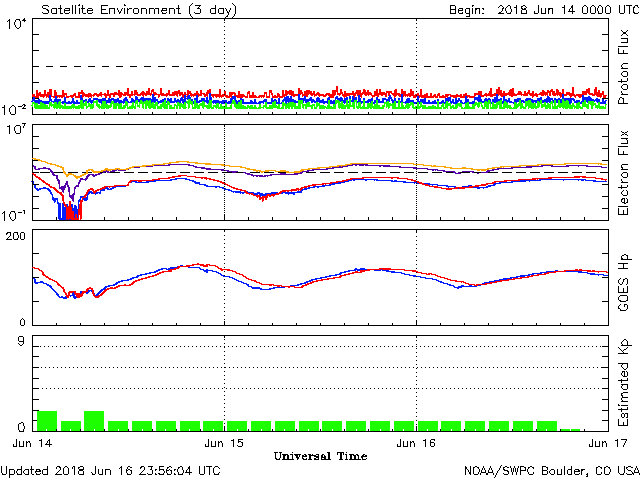 Satellite Environment (3 day) Begin: 2018 Jun 14 0000 UTC
10⁴
10⁻²
Proton Flux
10⁷
10⁻¹
Electron Flux
200
0
GOES Hp
9
0
Estimated Kp
Jun 14 Jun 15 Jun 16 Jun 17
Universal Time
Updated 2018 Jun 16 23:56:04 UTC NOAA/SWPC Boulder, CO USA